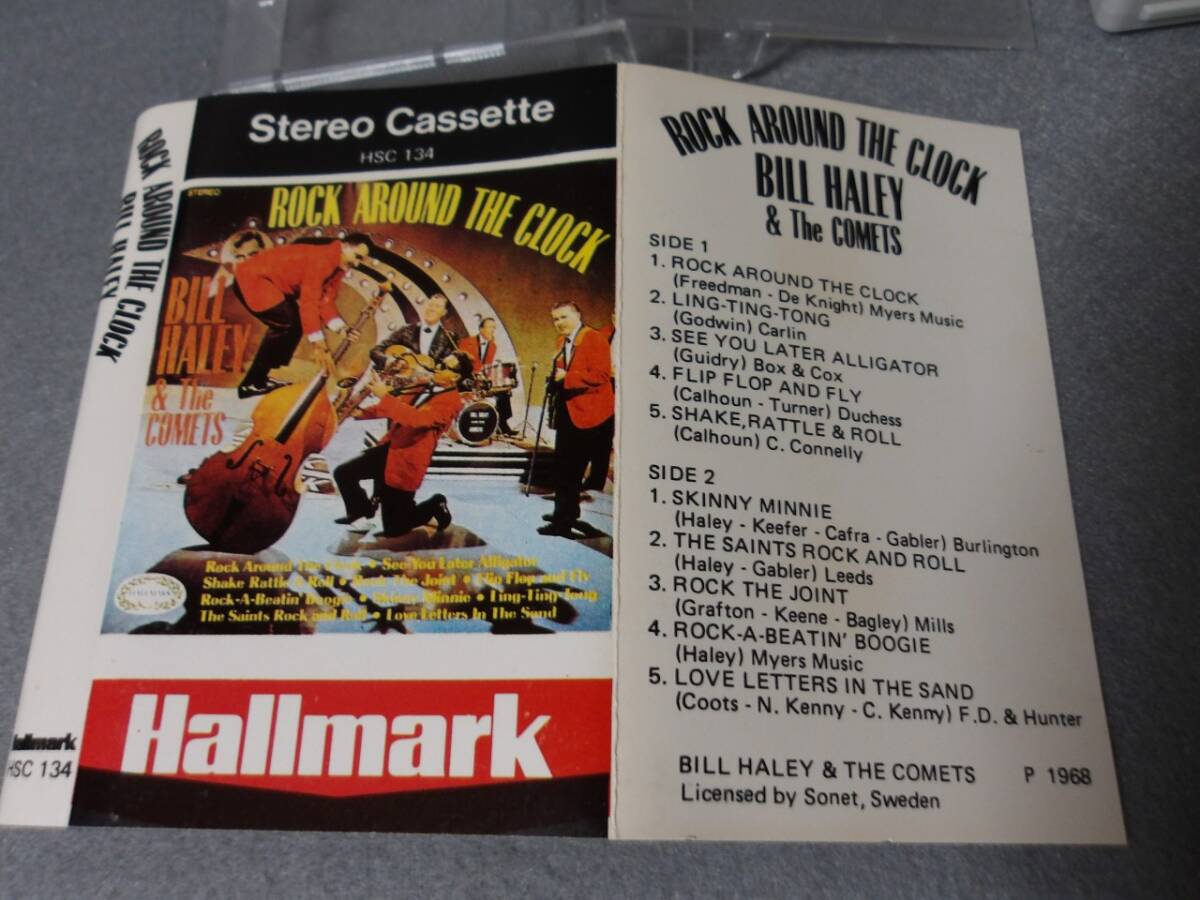 ROCK AROUND THE CLOCK
BILL HALEY
Hallmark
HSC 134
Stereo Cassette
HSC 134
STEREO
ROCK AROUND THE CLOCK
BILL
HALEY
& The
COMETS
Rock Around The Clock • See You Later Alligator
Shake Rattle & Roll • Rock The Joint • Flip Flop and Fly
Rock-A-Beatin' Boogie • Skinny Minnie • Ling-Ting-Tong
The Saints Rock and Roll • Love Letters In The Sand
HALLMARK
Hallmark
ROCK AROUND THE CLOCK
BILL HALEY
& The COMETS
SIDE 1
1. ROCK AROUND THE CLOCK
(Freedman - De Knight) Myers Music
2. LING-TING-TONG
(Godwin) Carlin
3. SEE YOU LATER ALLIGATOR
(Guidry) Box & Cox
4. FLIP FLOP AND FLY
(Calhoun - Turner) Duchess
5. SHAKE, RATTLE & ROLL
(Calhoun) C. Connelly
SIDE 2
1. SKINNY MINNIE
(Haley - Keefer - Cafra - Gabler) Burlington
2. THE SAINTS ROCK AND ROLL
(Haley - Gabler) Leeds
3. ROCK THE JOINT
(Grafton - Keene - Bagley) Mills
4. ROCK-A-BEATIN' BOOGIE
(Haley) Myers Music
5. LOVE LETTERS IN THE SAND
(Coots - N. Kenny - C. Kenmy) F.D. & Hunter
BILL HALEY & THE COMETS P 1968
Licensed by Sonet, Sweden